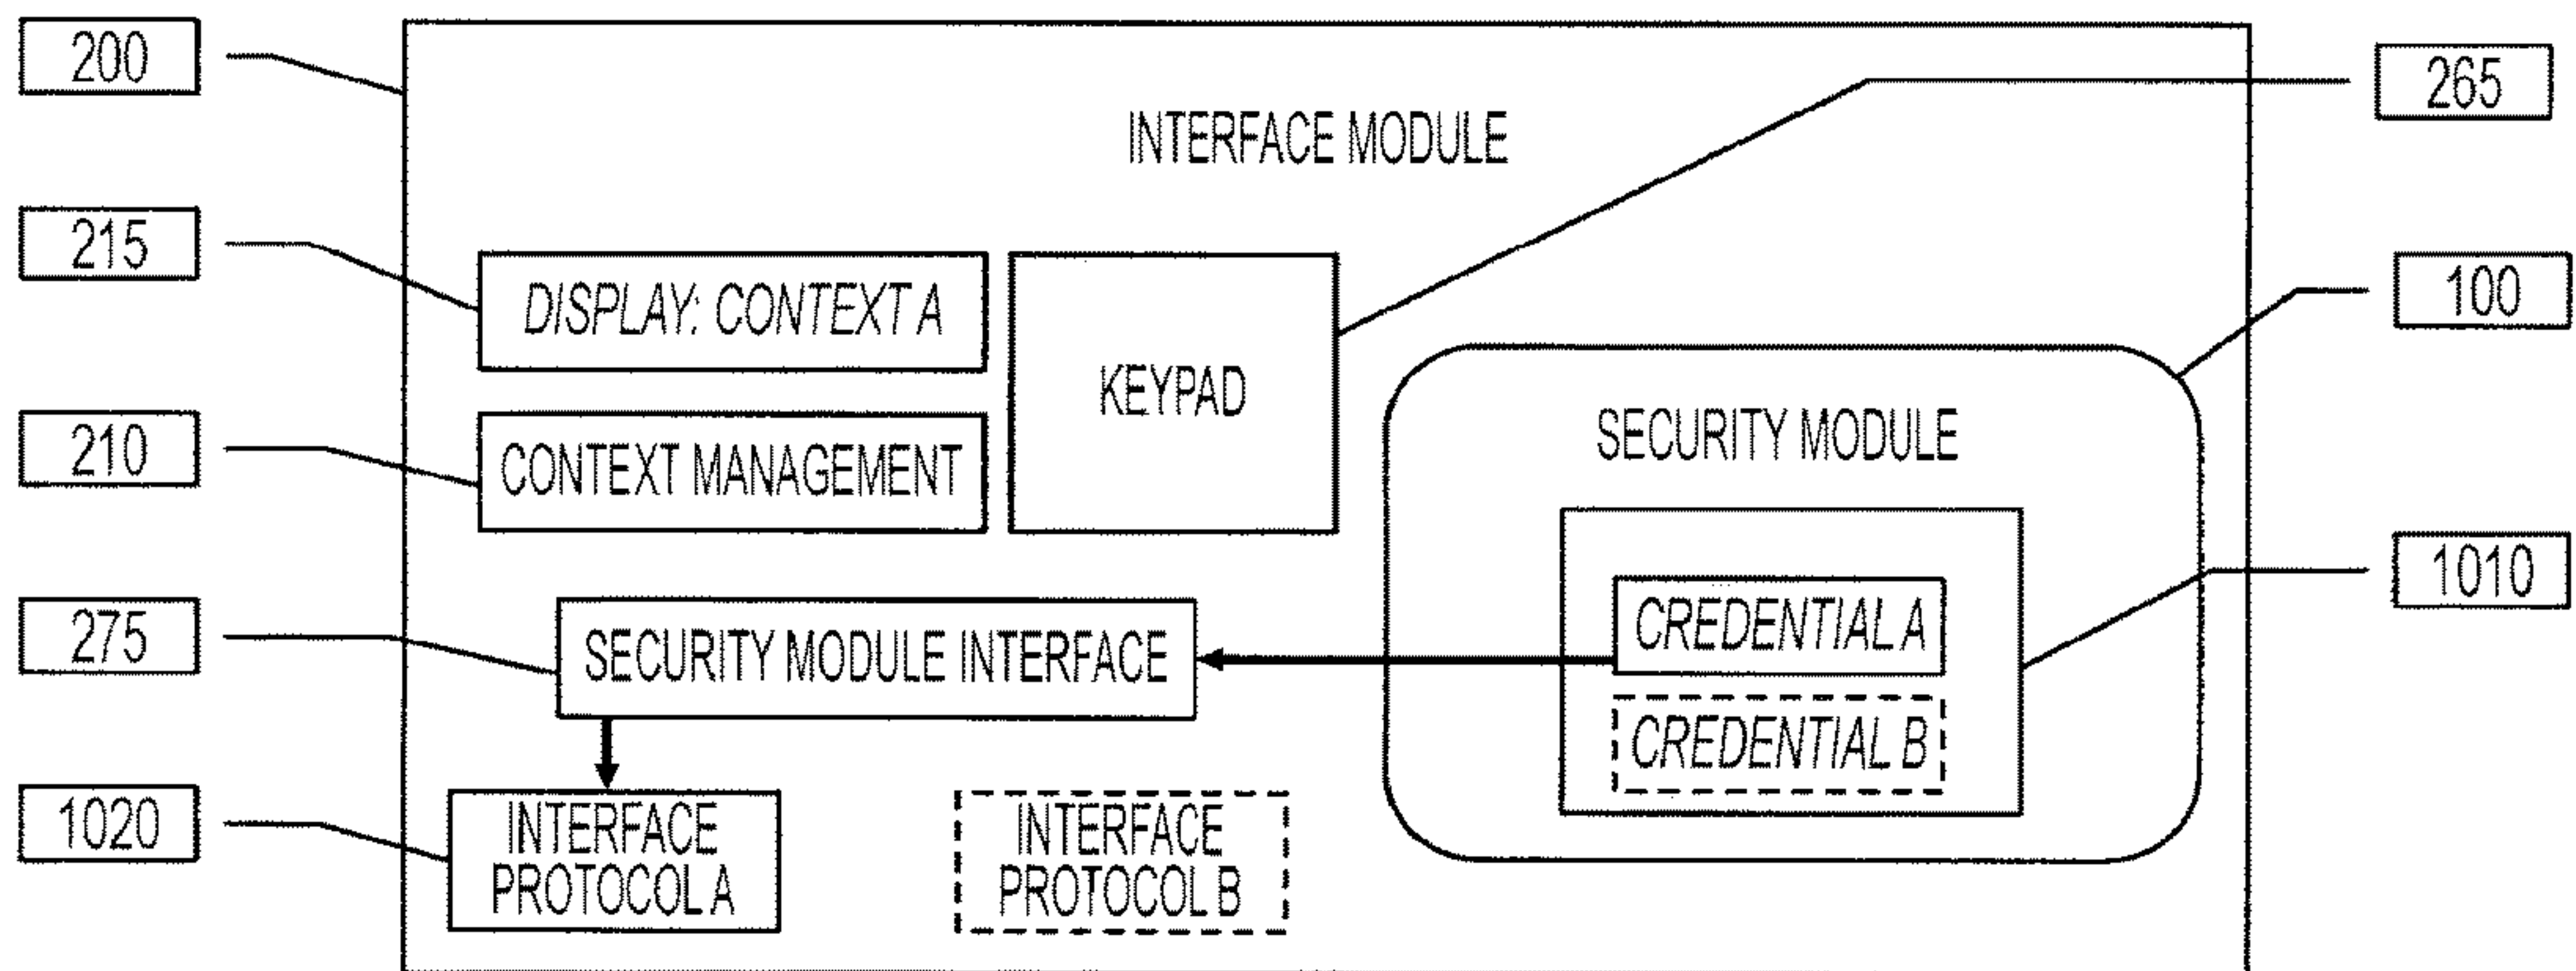 200
265
INTERFACE MODULE
215
100
DISPLAY: CONTEXT A
KEYPAD
210
SECURITY MODULE
CONTEXT MANAGEMENT
1010
275
CREDENTIAL A
SECURITY MODULE INTERFACE
CREDENTIAL B
1020
INTERFACE
PROTOCOL A
INTERFACE
PROTOCOL B